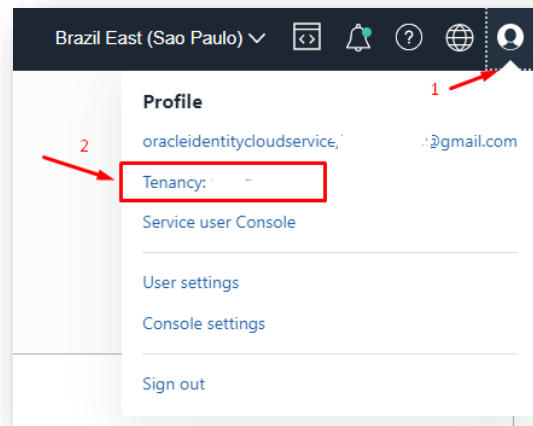 Brazil East (Sao Paulo)
1
Profile
2
oracleidentitycloudservice/ @gmail.com
Tenancy:
Service user Console
User settings
Console settings
Sign out